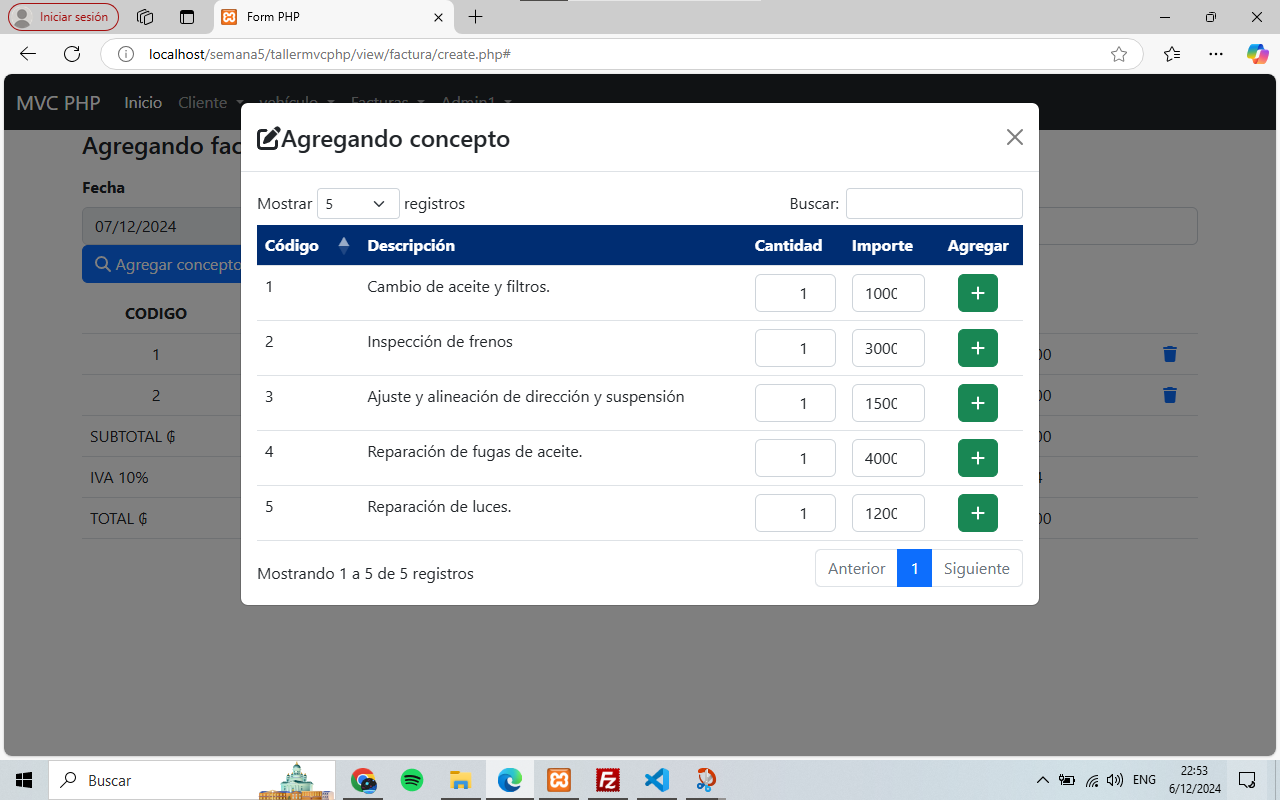 Iniciar sesión
Form PHP
localhost/semana5/tallermvcphp/view/factura/create.php#
MVC PHP Inicio Cliente vehículo Facturas Admin1
Agregando fac
Agregando concepto
Fecha
07/12/2024
Agregar concepto
Mostrar 5 registros Buscar:
Código Descripción Cantidad Importe Agregar
1 Cambio de aceite y filtros. 1 1000 +
2 Inspección de frenos 1 3000 +
3 Ajuste y alineación de dirección y suspensión 1 1500 +
4 Reparación de fugas de aceite. 1 4000 +
5 Reparación de luces. 1 1200 +
Mostrando 1 a 5 de 5 registros Anterior 1 Siguiente
CODIGO
1 00
2 00
SUBTOTAL ₲ 00
IVA 10%
TOTAL ₲ 00
Buscar
ENG
22:53
6/12/2024